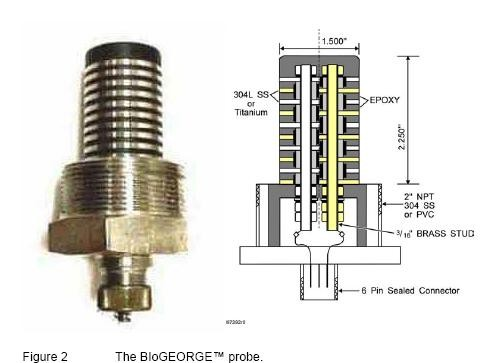 1.500"
304L SS
or
Titanium
EPOXY
2.250"
2" NPT
304 SS
or PVC
3/16" BRASS STUD
6 Pin Sealed Connector
Figure 2 The BIoGEORGE™ probe.